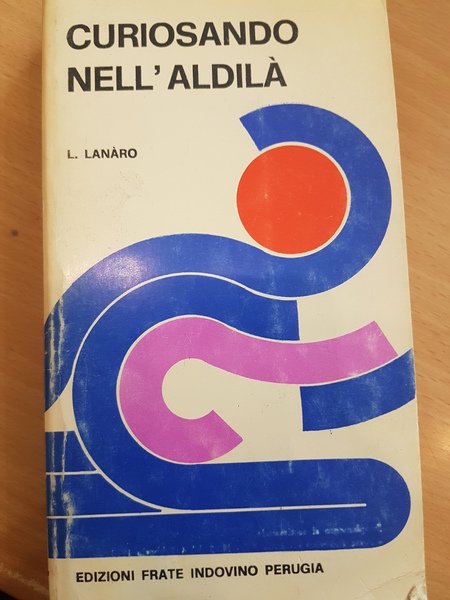 CURIOSANDO
NELL'ALDILÀ
L. LANÀRO
EDIZIONI FRATE INDOVINO PERUGIA